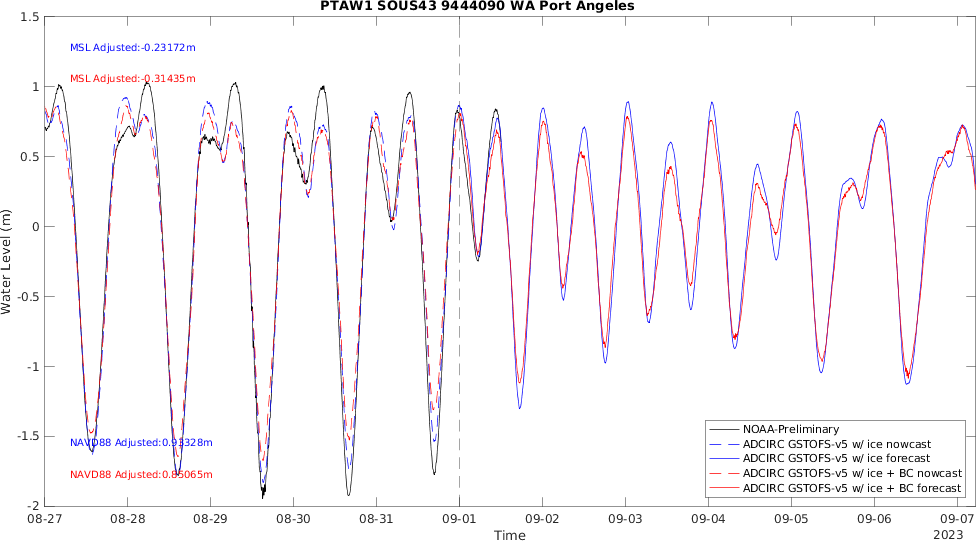 PTAW1 SOUS43 9444090 WA Port Angeles
1.5
1
0.5
0
-0.5
-1
-1.5
-2
Water Level (m)
MSL Adjusted:-0.23172m
MSL Adjusted:-0.31435m
NAVD88 Adjusted:0.93328m
NAVD88 Adjusted:0.85065m
NOAA-Preliminary
ADCIRC GSTOFS-v5 w/ ice nowcast
ADCIRC GSTOFS-v5 w/ ice forecast
ADCIRC GSTOFS-v5 w/ice + BC nowcast
ADCIRC GSTOFS-v5 w/ice + BC forecast
08-27 08-28 08-29 08-30 08-31 09-01 09-02 09-03 09-04 09-05 09-06 09-07
Time
2023